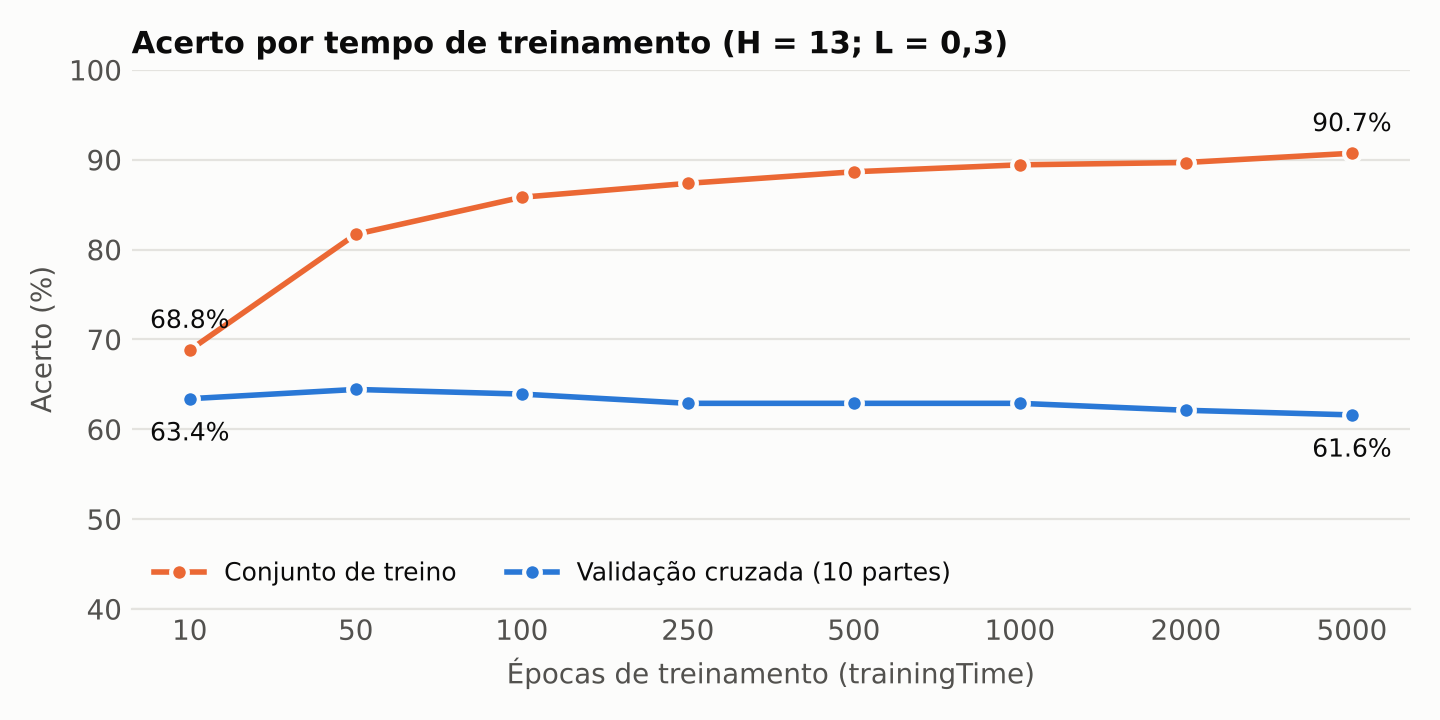 Acerto por tempo de treinamento (H = 13; L = 0,3)
100
90
80
70
60
50
40
Acerto (%)
90.7%
68.8%
63.4%
61.6%
Conjunto de treino
Validação cruzada (10 partes)
10 50 100 250 500 1000 2000 5000
Épocas de treinamento (trainingTime)